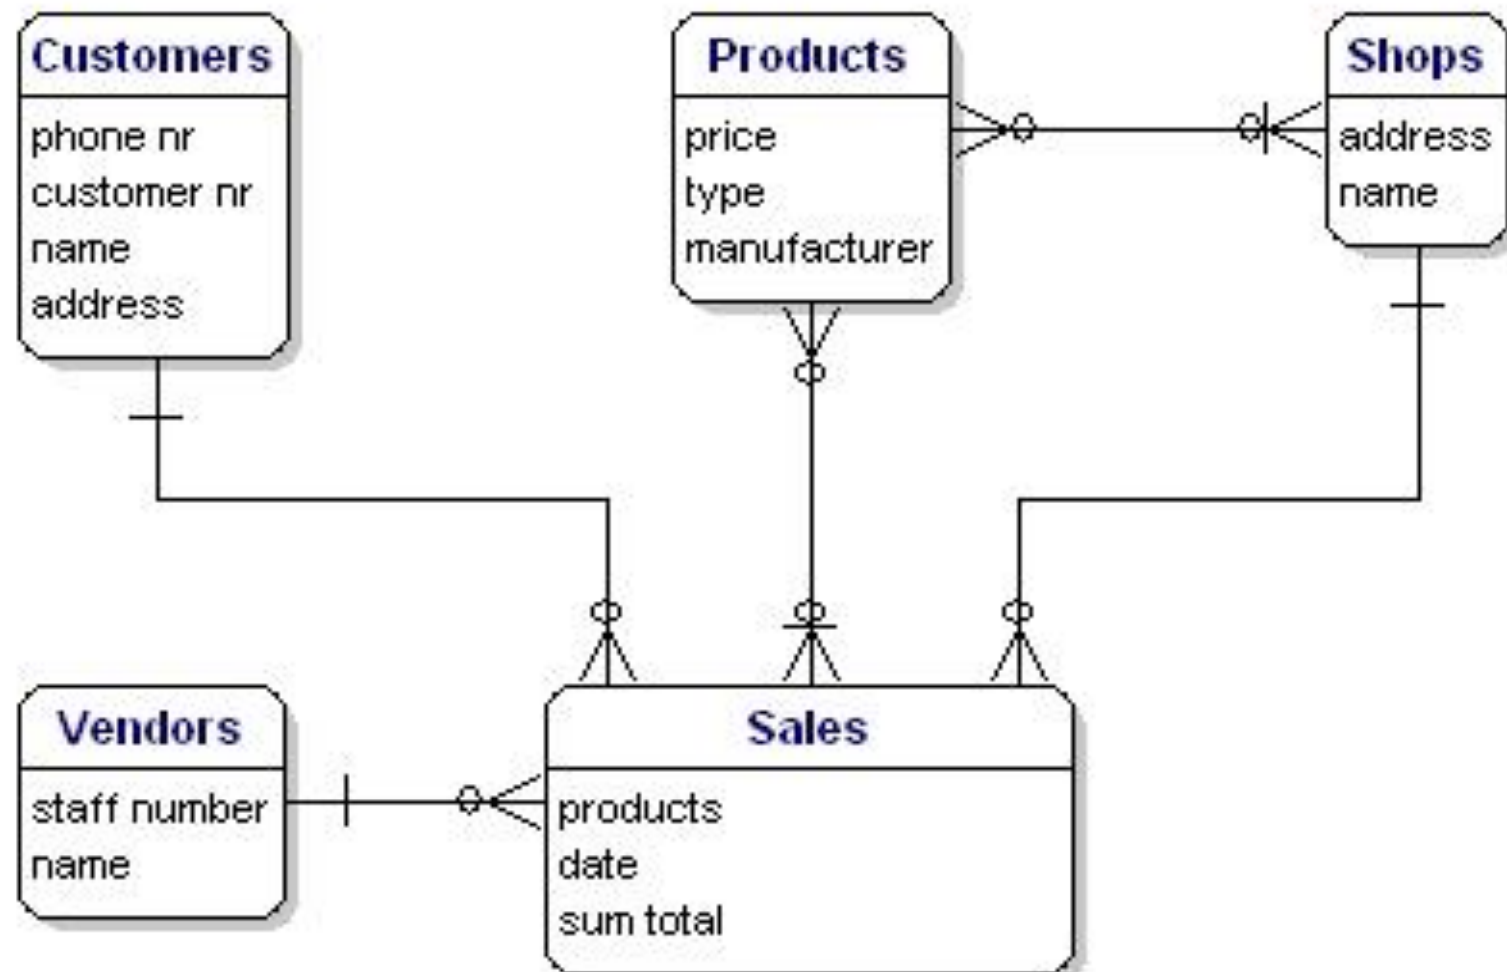 Customers
phone nr
customer nr
name
address
Products
price
type
manufacturer
Shops
address
name
Vendors
staff number
name
Sales
products
date
sum total